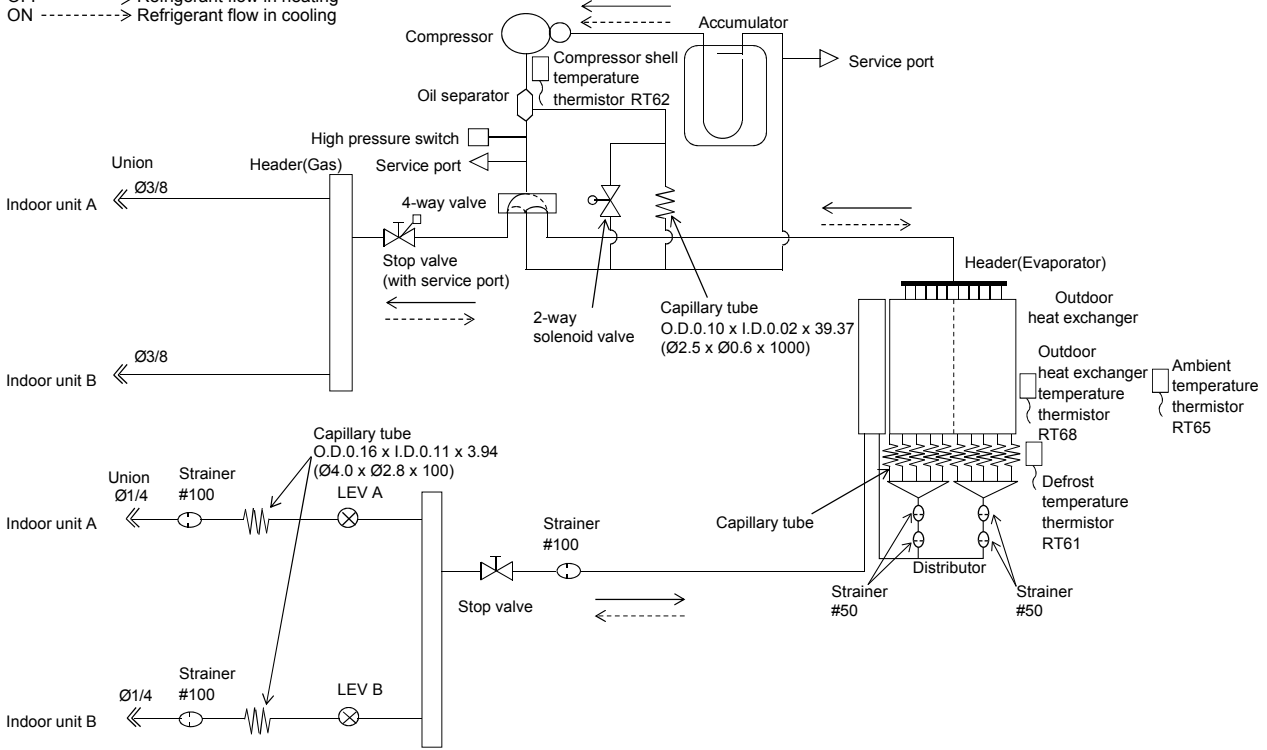 Refrigerant flow in heating
ON Refrigerant flow in cooling
Compressor
Accumulator
Service port
Compressor shell
temperature
thermistor RT62
Oil separator
High pressure switch
Service port
Union
Ø3/8
Header(Gas)
Indoor unit A
4-way valve
Stop valve
(with service port)
Header(Evaporator)
Outdoor
heat exchanger
2-way
solenoid valve
Capillary tube
O.D.0.10 x I.D.0.02 x 39.37
(Ø2.5 x Ø0.6 x 1000)
Ø3/8
Indoor unit B
Outdoor
heat exchanger
temperature
thermistor
RT68
Ambient
temperature
thermistor
RT65
Capillary tube
O.D.0.16 x I.D.0.11 x 3.94
(Ø4.0 x Ø2.8 x 100)
Union
Ø1/4
Strainer
#100
LEV A
Indoor unit A
Strainer
#100
Stop valve
Capillary tube
Defrost
temperature
thermistor
RT61
Distributor
Strainer
#50
Strainer
#50
Ø1/4
Strainer
#100
LEV B
Indoor unit B